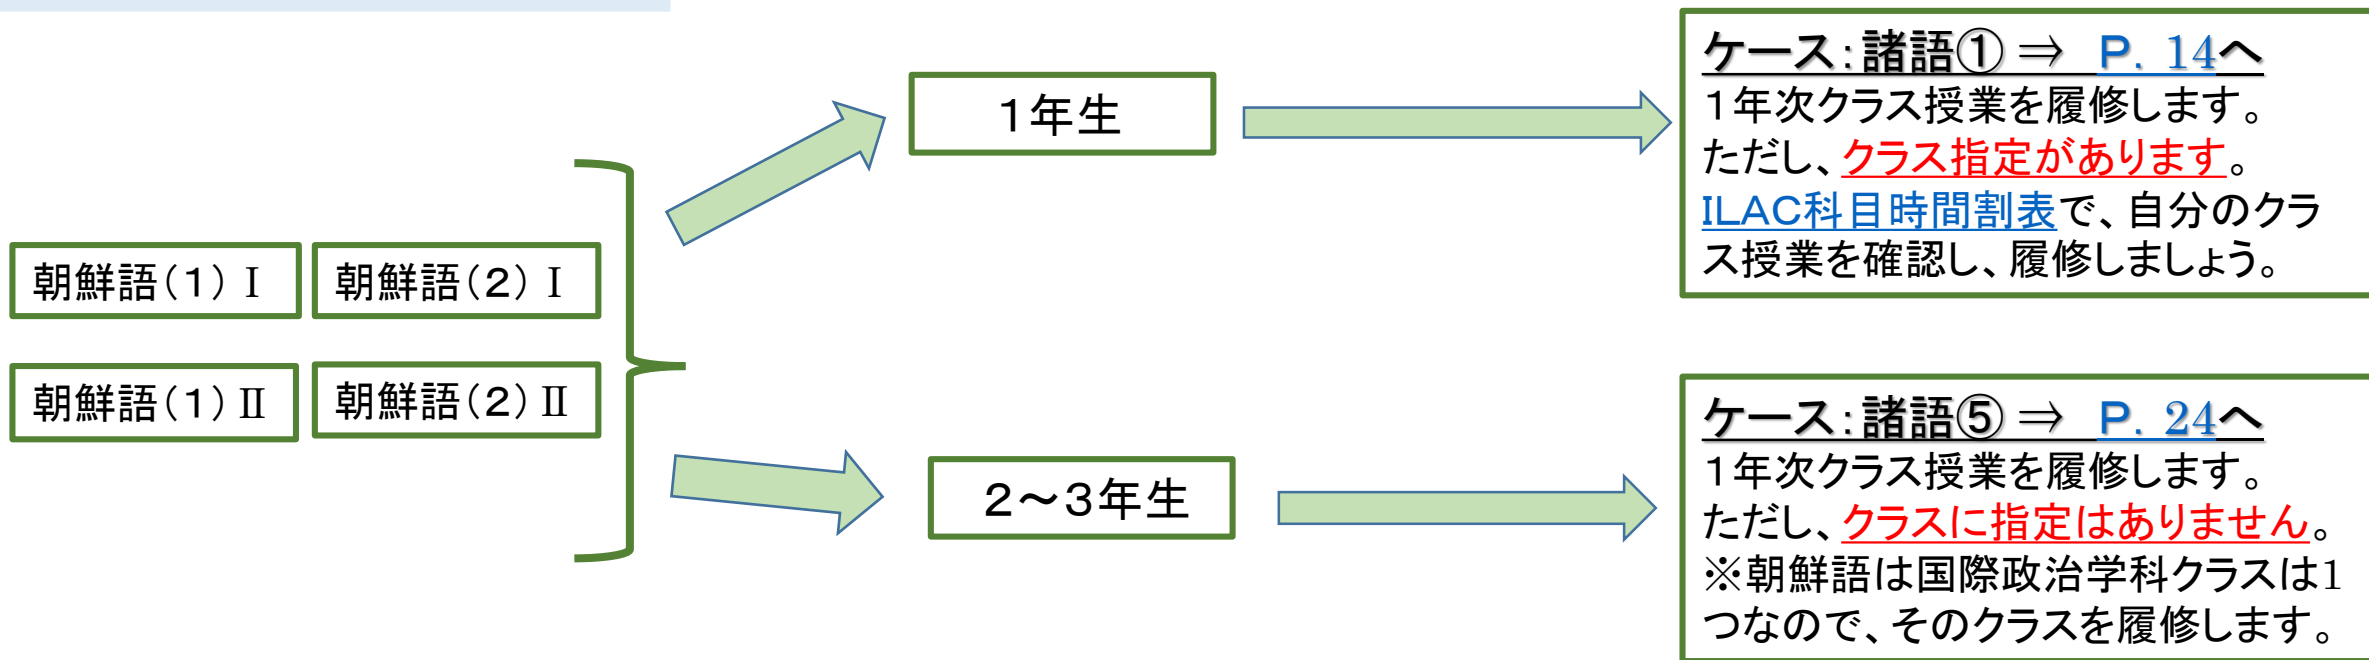 朝鮮語(1)Ⅰ
朝鮮語(2)Ⅰ
朝鮮語(1)Ⅱ
朝鮮語(2)Ⅱ
1年生
2～3年生
ケース:諸語①⇒ P. 14へ
1年次クラス授業を履修します。
ただし、クラス指定があります。
ILAC科目時間割表で、自分のクラ
ス授業を確認し、履修しましょう。
ケース:諸語⑤⇒ P. 24へ
1年次クラス授業を履修します。
ただし、クラスに指定はありません。
※朝鮮語は国際政治学科クラスは1
つなので、そのクラスを履修します。